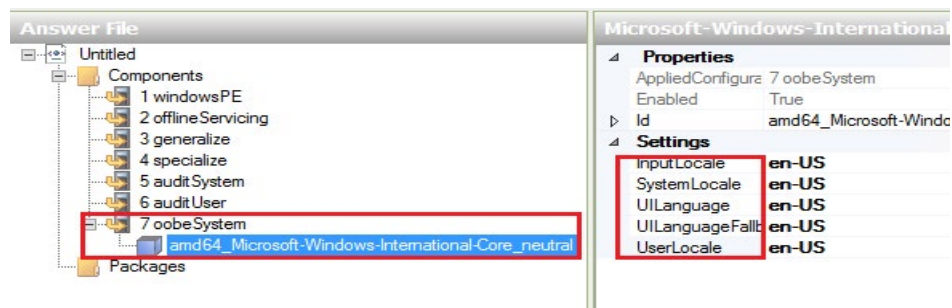 Answer File
Untitled
Components
1 windowsPE
2 offlineServicing
3 generalize
4 specialize
5 auditSystem
6 auditUser
7 oobeSystem
amd64_Microsoft-Windows-International-Core_neutral
Packages
Microsoft-Windows-International
Properties
AppliedConfigura 7 oobeSystem
Enabled True
Id amd64_Microsoft-Windo
Settings
InputLocale en-US
SystemLocale en-US
UILanguage en-US
UILanguageFallb en-US
UserLocale en-US